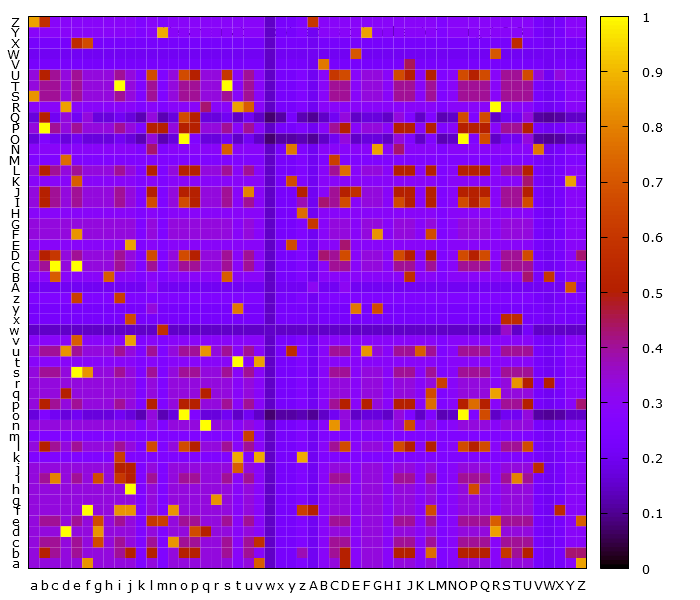 Z
Y
X
W
V
U
T
S
R
Q
P
O
N
M
L
K
J
I
H
G
F
E
D
C
B
A
z
y
x
w
v
u
t
s
r
q
p
o
n
m
l
k
j
i
h
g
f
e
d
c
b
a
a b c d e f g h i j k l m n o p q r s t u v w x y z A B C D E F G H I J K L M N O P Q R S T U V W X Y Z
1
0.9
0.8
0.7
0.6
0.5
0.4
0.3
0.2
0.1
0